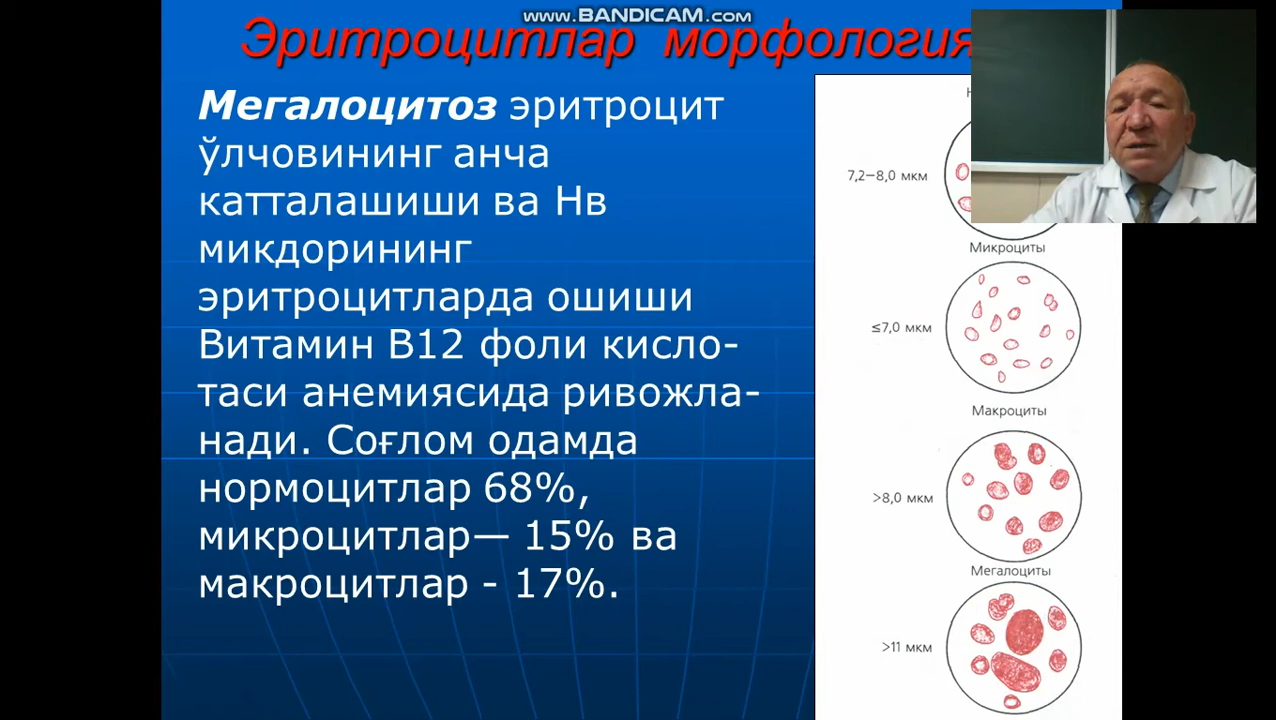 www.BANDICAM.com
Эритроцитлар морфология
Мегалоцитоз эритроцит
ўлчовининг анча
катталашиши ва Нв
микдорининг
эритроцитларда ошиши
Витамин В12 фоли кисло-
таси анемиясида ривожла-
нади. Соғлом одамда
нормоцитлар 68%,
микроцитлар— 15% ва
макроцитлар - 17%.
7,2–8,0 мкм
Микроциты
≤7,0 мкм
Макроциты
>8,0 мкм
Мегалоциты
>11 мкм